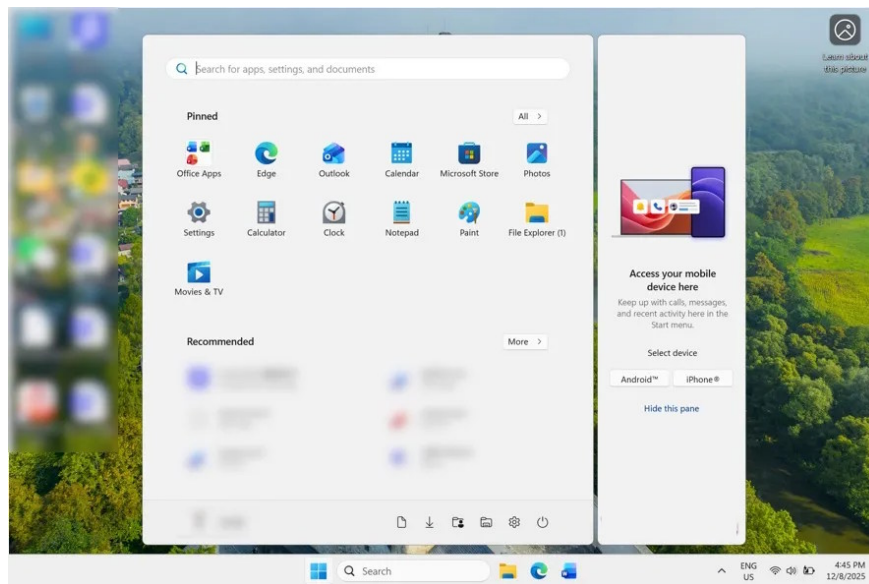 Learn about
this picture
Search for apps, settings, and documents
Pinned
All >
Office Apps
Edge
Outlook
Calendar
Microsoft Store
Photos
Settings
Calculator
Clock
Notepad
Paint
File Explorer (1)
Movies & TV
Recommended
More >
Access your mobile
device here
Keep up with calls, messages,
and recent activity here in the
Start menu.
Select device
Android™
iPhone®
Hide this pane
Search
ENG
US
4:45 PM
12/8/2025